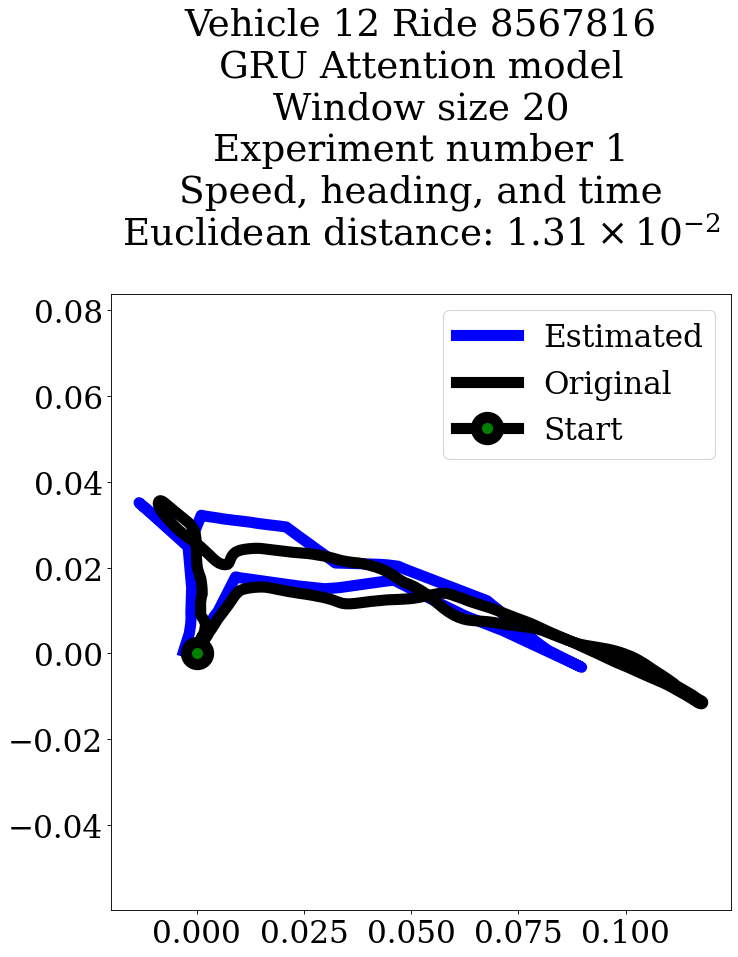 Vehicle 12 Ride 8567816
GRU Attention model
Window size 20
Experiment number 1
Speed, heading, and time
Euclidean distance: 1.31 × 10⁻²
Estimated
Original
Start
0.08
0.06
0.04
0.02
0.00
−0.02
−0.04
0.000 0.025 0.050 0.075 0.100